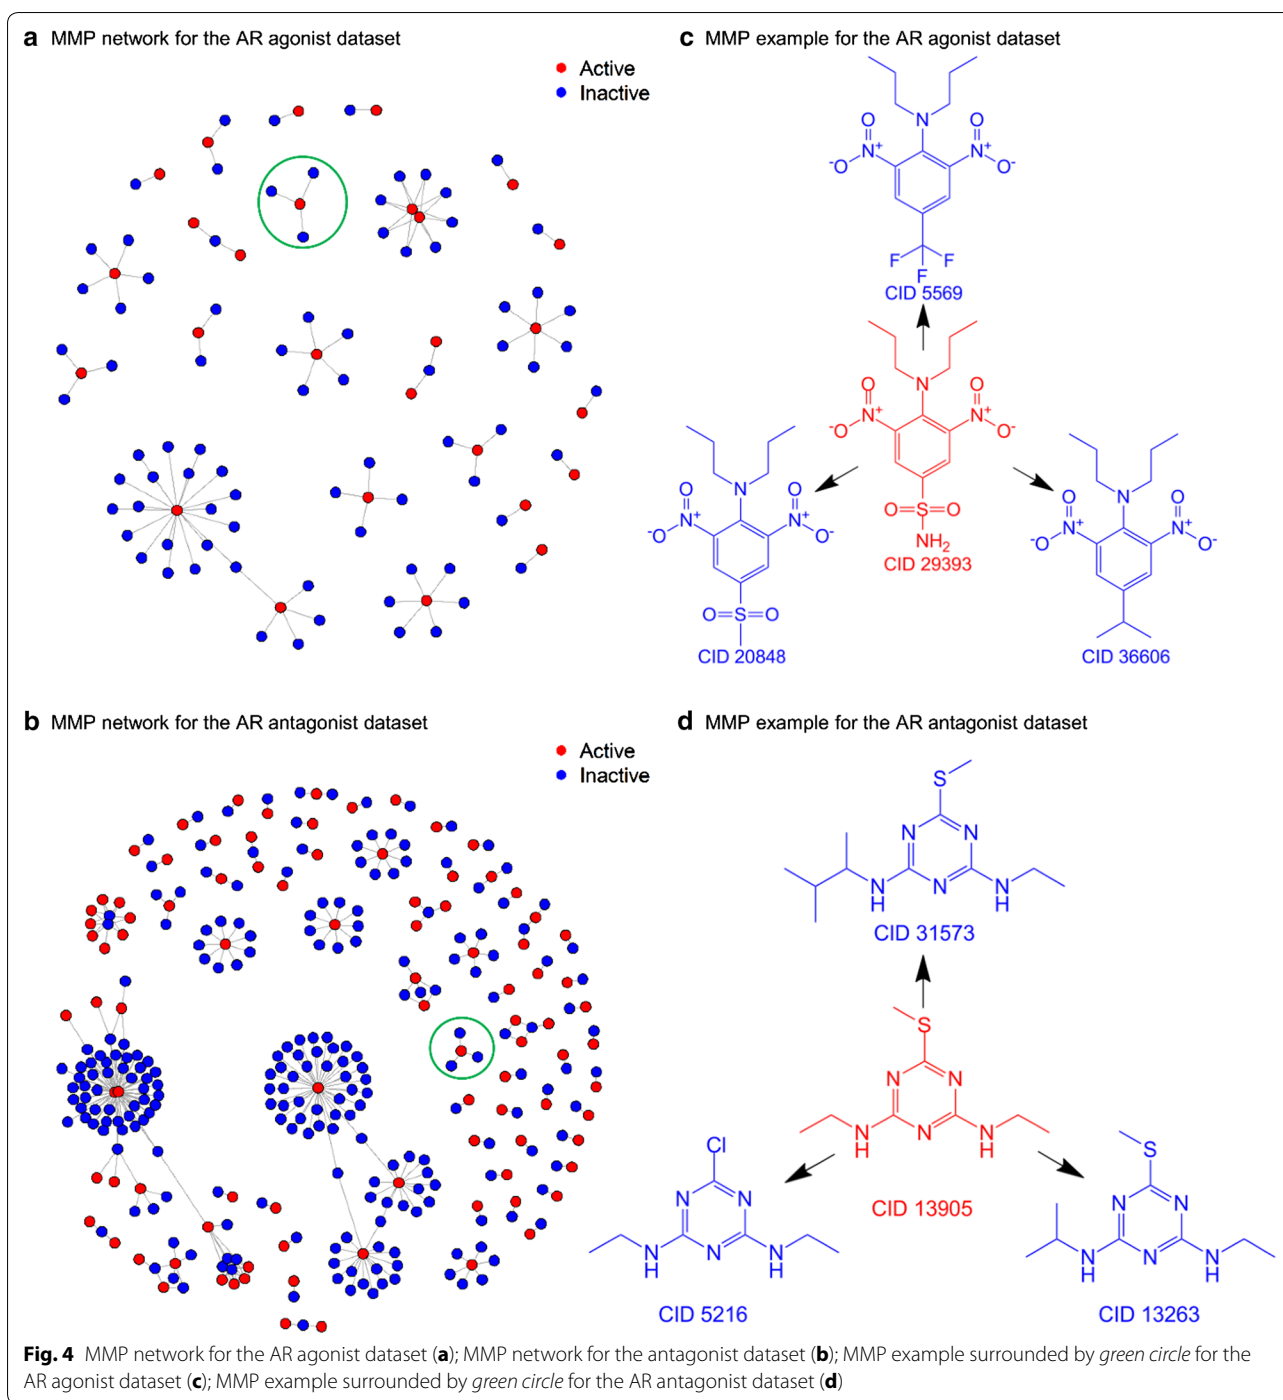 a MMP network for the AR agonist dataset
Active
Inactive
c MMP example for the AR agonist dataset
N
O
N+
-O
O
N+
O-
F
F
F
CID 5569
N
O
N+
-O
O
N+
O-
O=S=O
NH2
CID 29393
N
O
N+
-O
O
N+
O-
O=S=O
CID 20848
N
O
N+
-O
O
N+
O-
CID 36606
b MMP network for the AR antagonist dataset
Active
Inactive
d MMP example for the AR antagonist dataset
S
N
N
N
N
H
N
H
CID 31573
S
N
N
N
N
H
N
H
CID 13905
Cl
N
N
N
N
H
N
H
CID 5216
S
N
N
N
N
H
N
H
CID 13263
Fig. 4 MMP network for the AR agonist dataset (a); MMP network for the antagonist dataset (b); MMP example surrounded by green circle for the
AR agonist dataset (c); MMP example surrounded by green circle for the AR antagonist dataset (d)